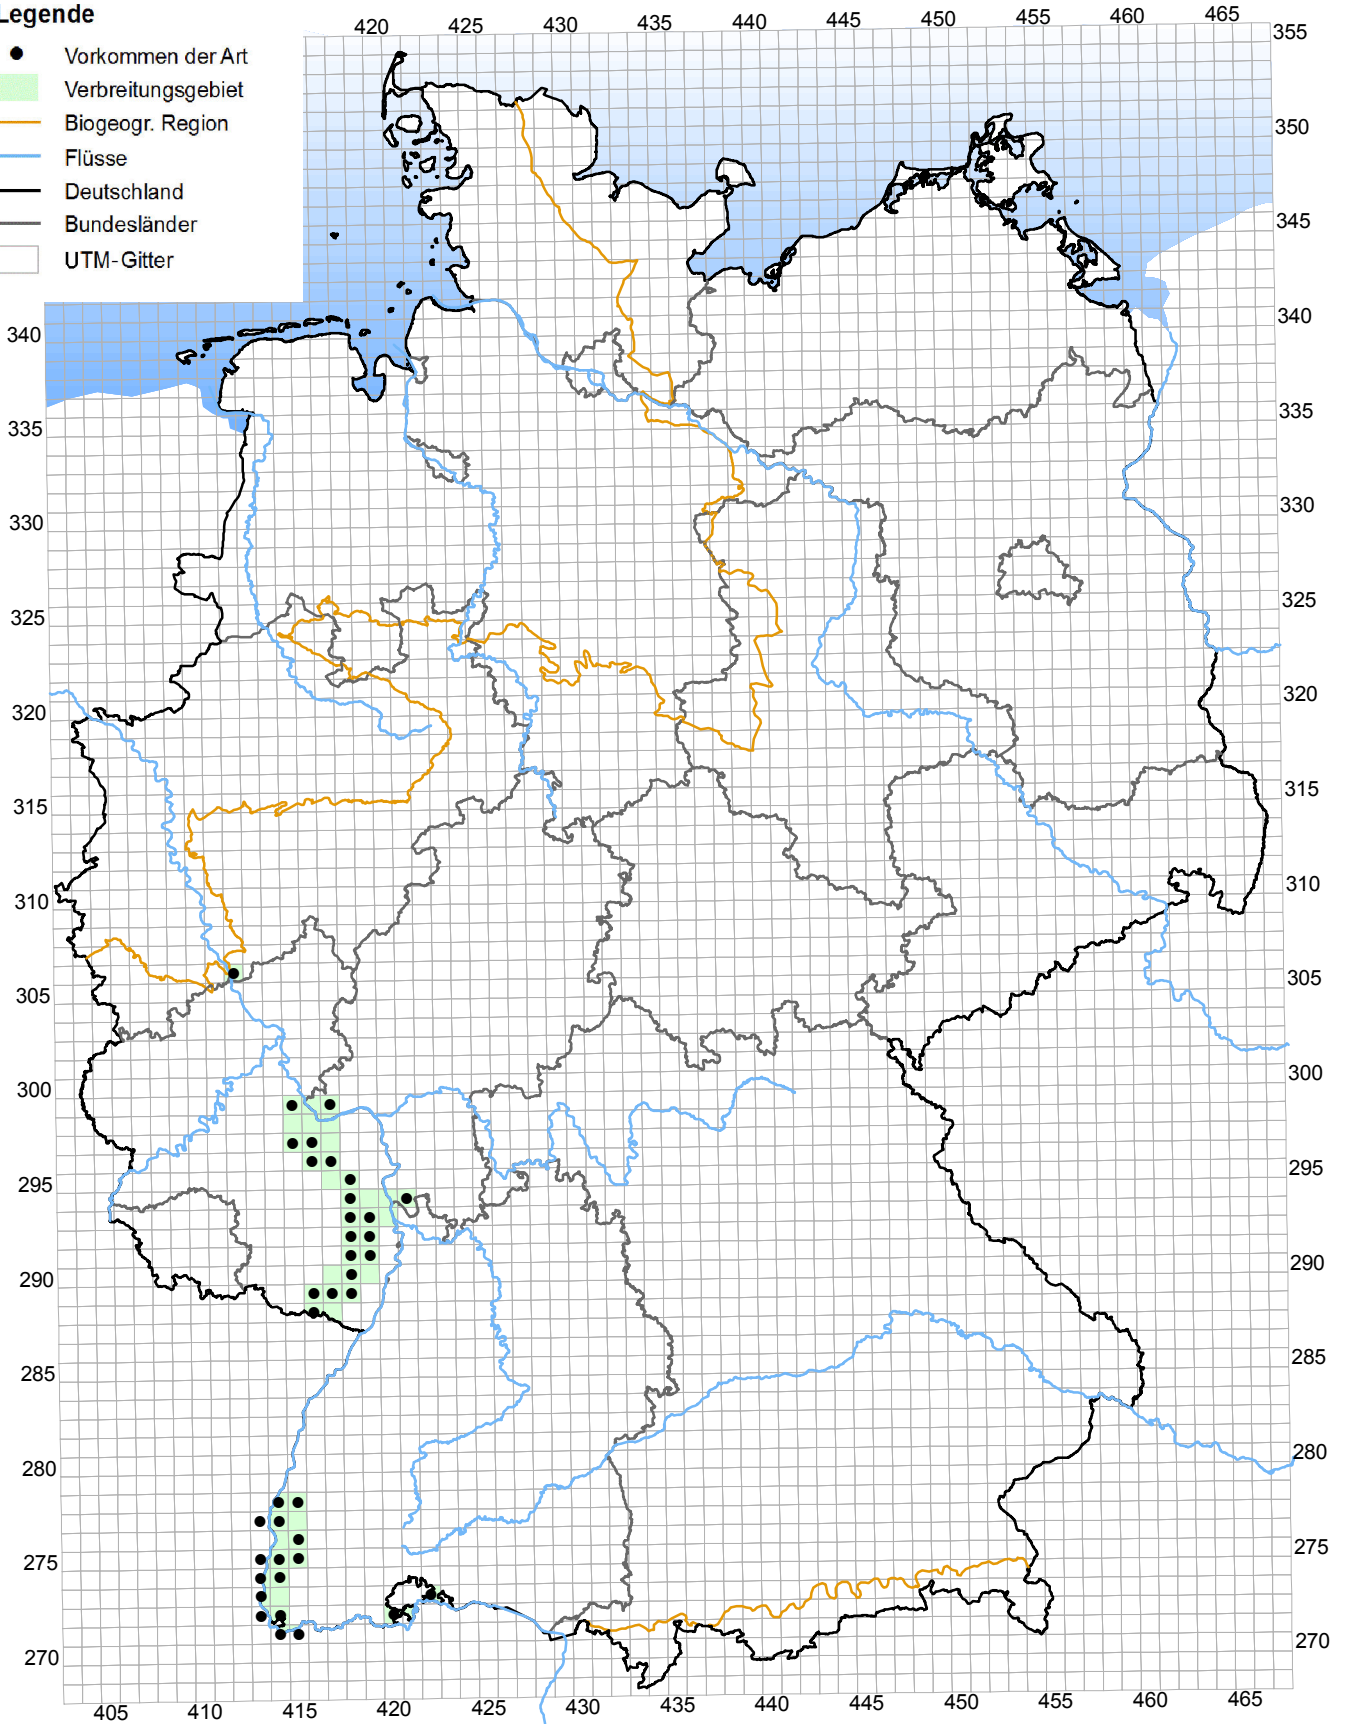 Legende
Vorkommen der Art
Verbreitungsgebiet
Biogeogr. Region
Flüsse
Deutschland
Bundesländer
UTM-Gitter
420 425 430 435 440 445 450 455 460 465
355
350
345
340 340
335 335
330 330
325 325
320 320
315 315
310 310
305 305
300 300
295 295
290 290
285 285
280 280
275 275
270 270
405 410 415 420 425 430 435 440 445 450 455 460 465